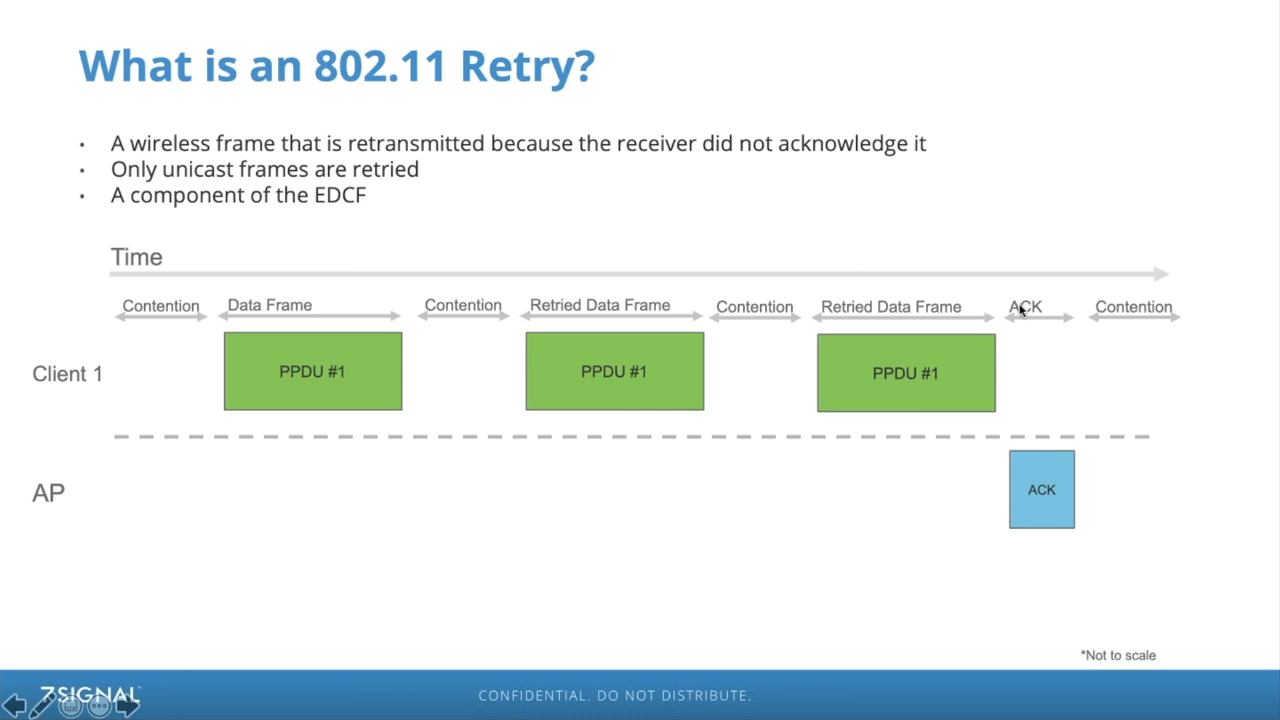 What is an 802.11 Retry?
• A wireless frame that is retransmitted because the receiver did not acknowledge it
• Only unicast frames are retried
• A component of the EDCF
Time
Contention Data Frame Contention Retried Data Frame Contention Retried Data Frame ACK Contention
Client 1 PPDU #1 PPDU #1 PPDU #1
AP ACK
*Not to scale
7SIGNAL CONFIDENTIAL. DO NOT DISTRIBUTE.